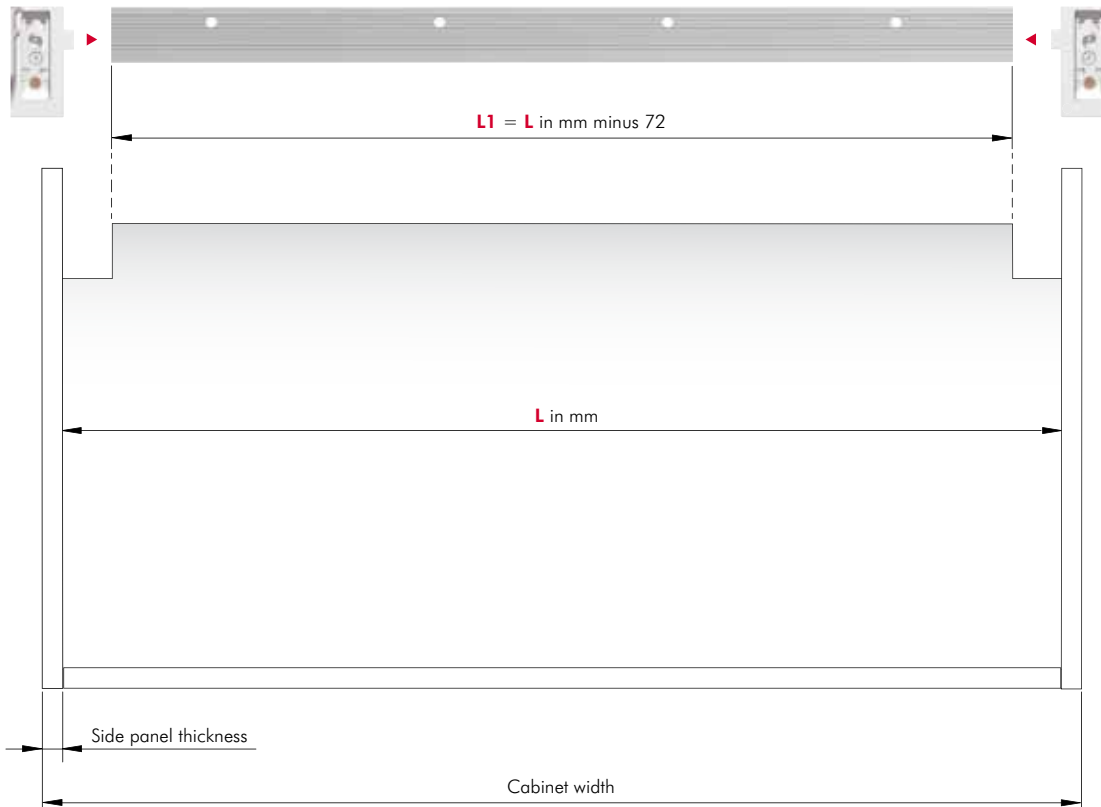 L1 = L in mm minus 72
L in mm
Side panel thickness
Cabinet width